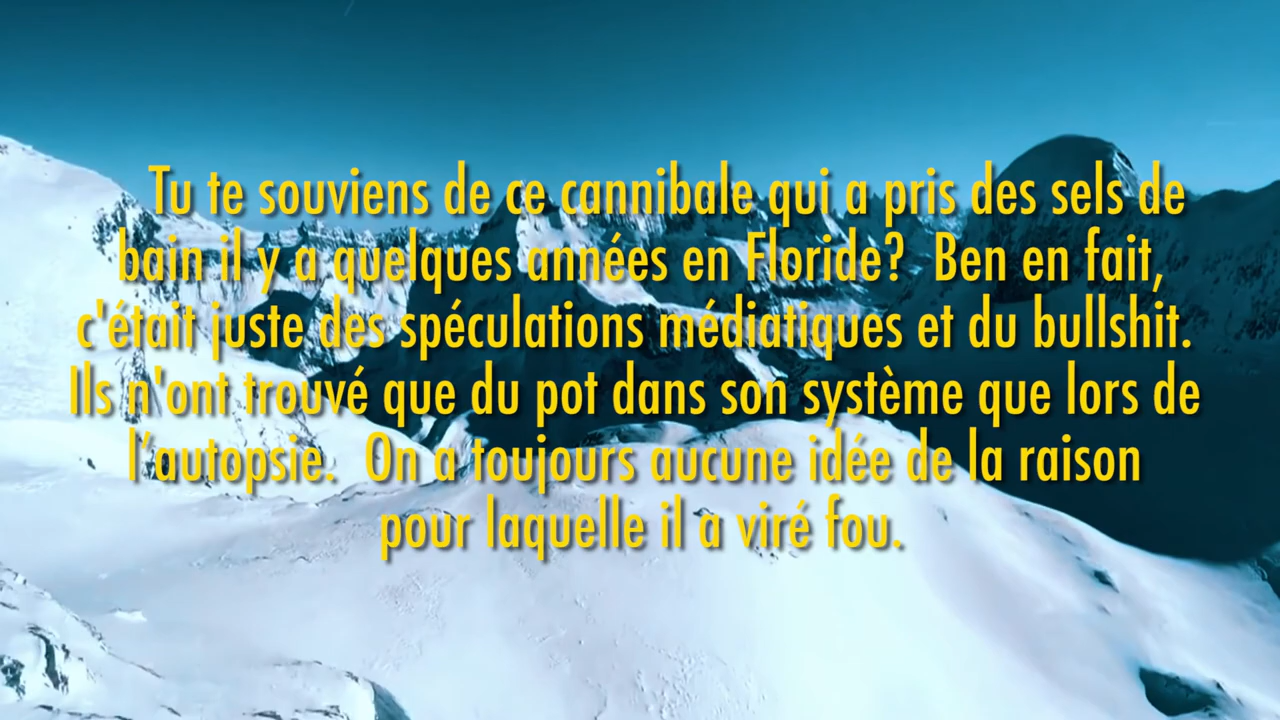 Tu te souviens de ce cannibale qui a pris des sels de
bain il y a quelques années en Floride?  Ben en fait,
c'était juste des spéculations médiatiques et du bullshit.
Ils n'ont trouvé que du pot dans son système que lors de
l’autopsie.  On a toujours aucune idée de la raison
pour laquelle il a viré fou.